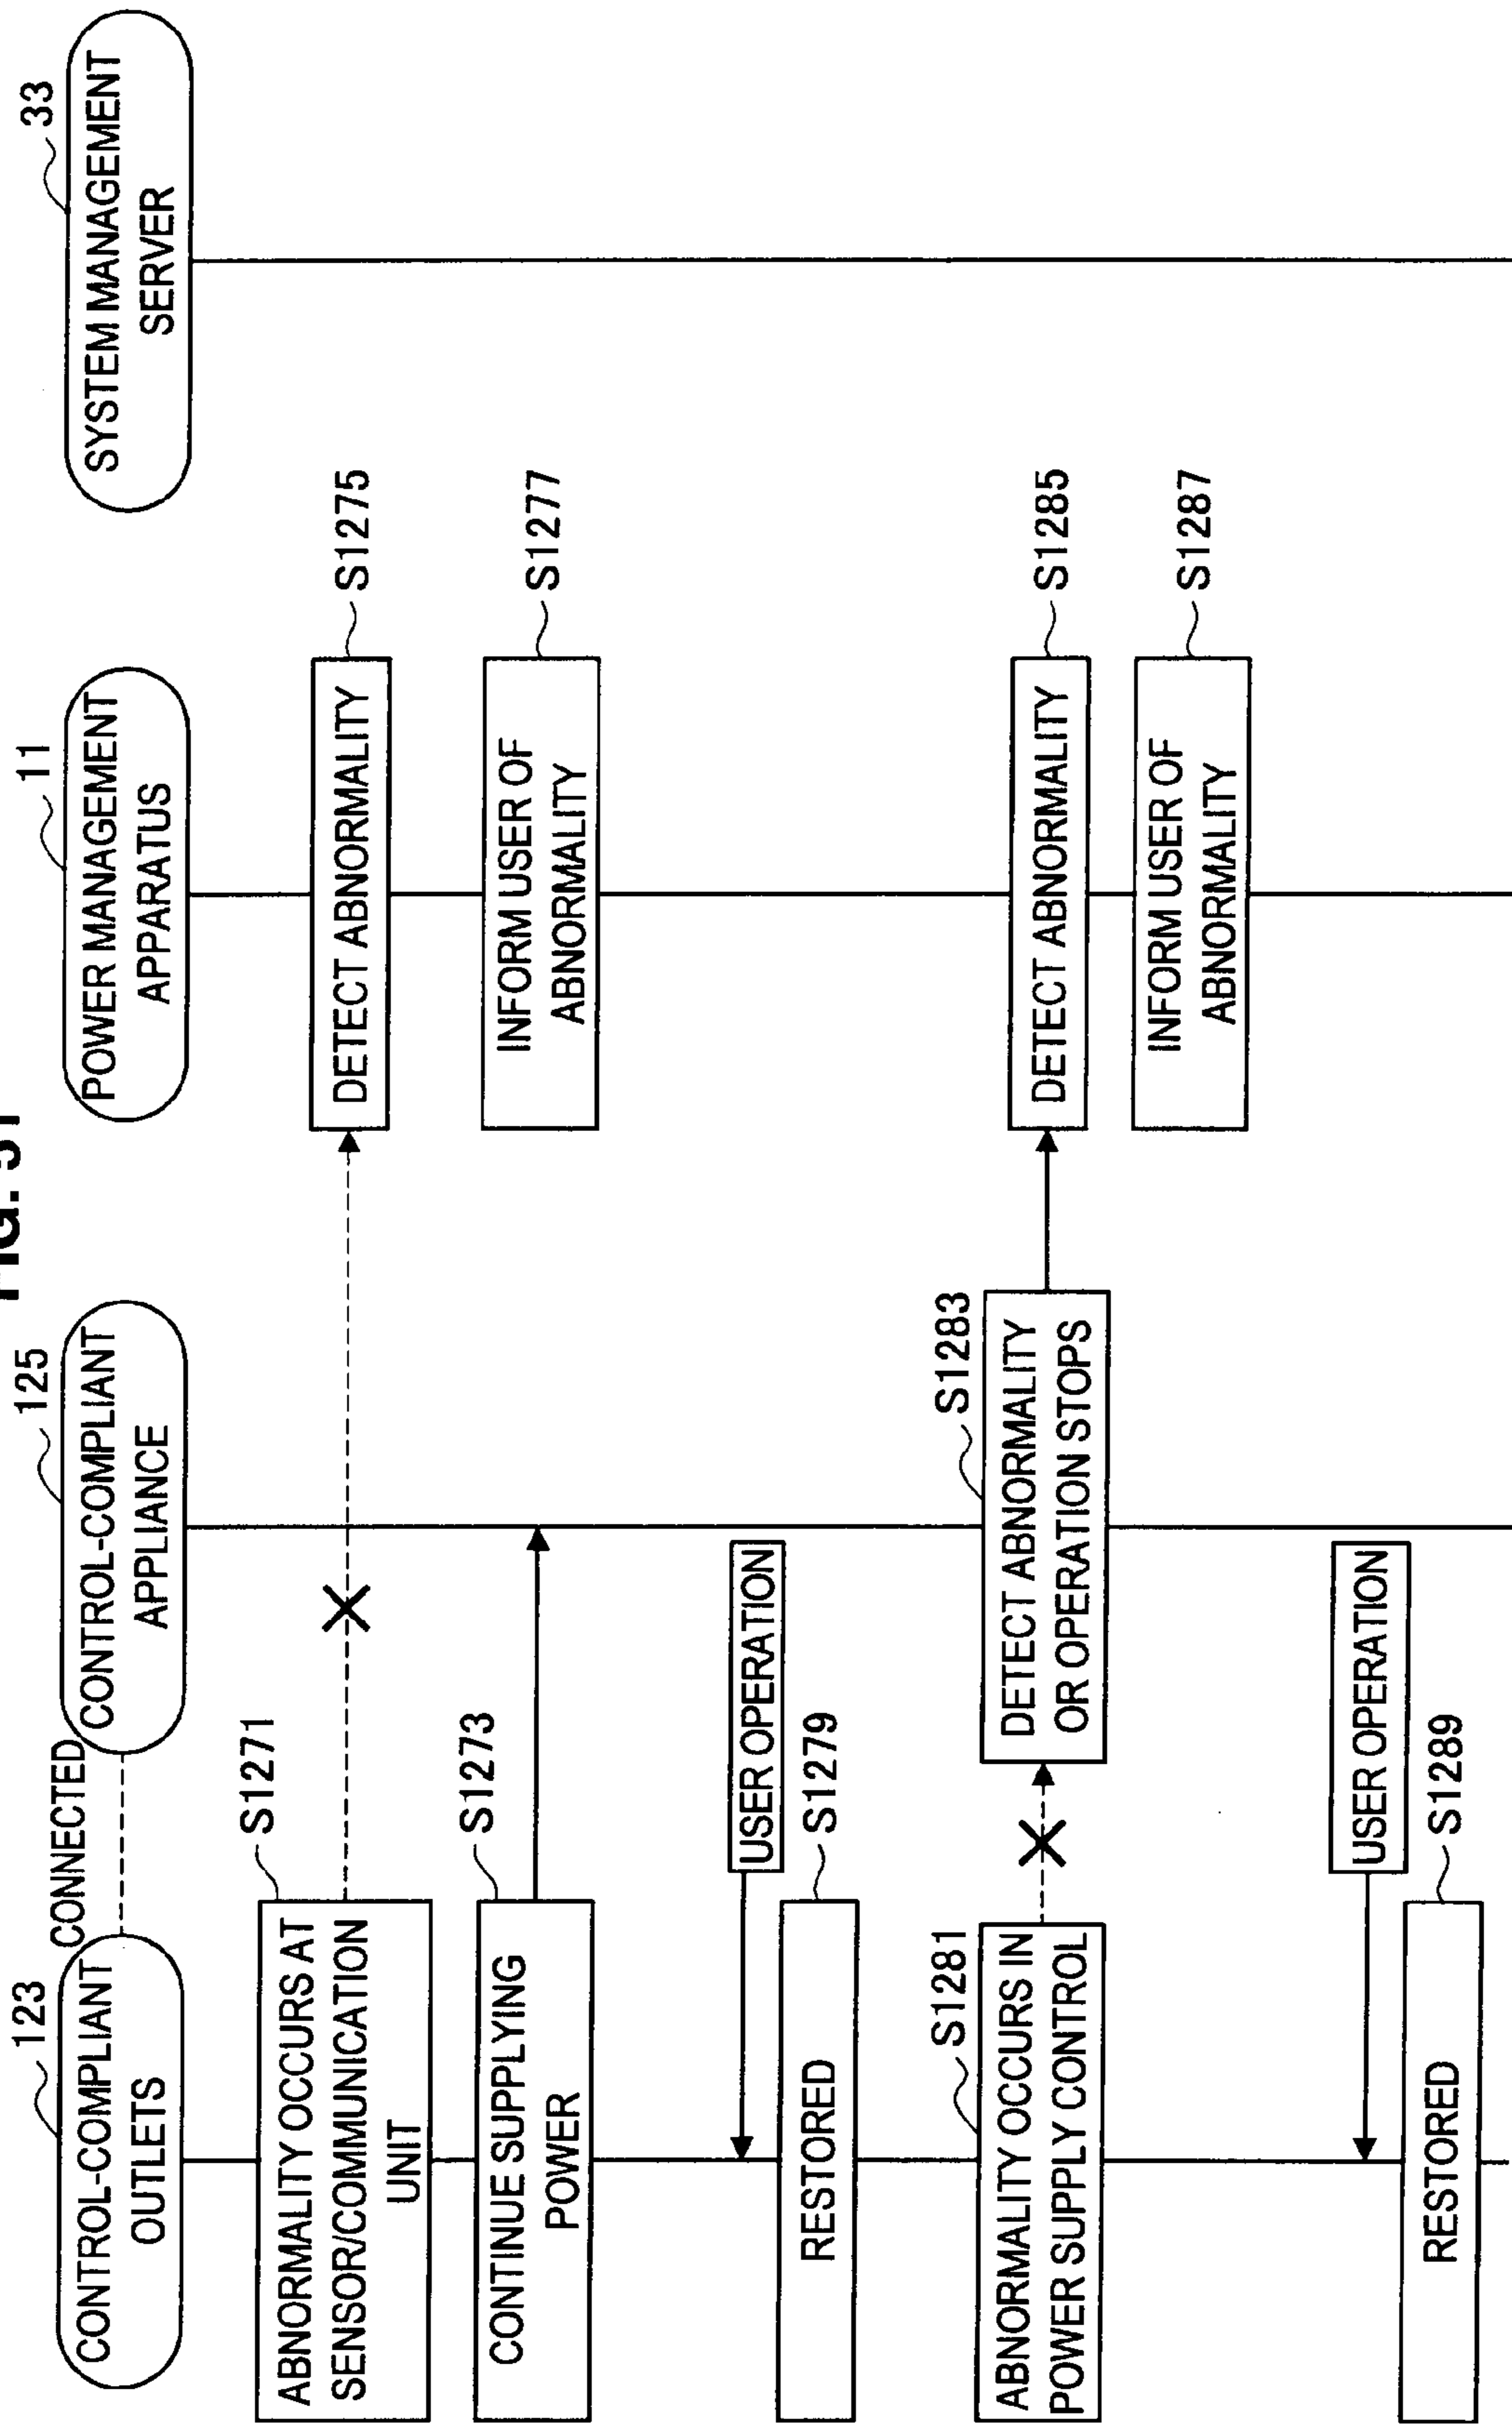 FIG.
123
CONTROL-COMPLIANT
OUTLETS
CONNECTED
125
CONTROL-COMPLIANT
APPLIANCE
11
POWER MANAGEMENT
APPARATUS
33
SYSTEM MANAGEMENT
SERVER
S1271
ABNORMALITY OCCURS AT
SENSOR/COMMUNICATION
UNIT
DETECT ABNORMALITY
S1275
S1273
CONTINUE SUPPLYING
POWER
INFORM USER OF
ABNORMALITY
S1277
USER OPERATION
RESTORED
S1279
S1281
ABNORMALITY OCCURS IN
POWER SUPPLY CONTROL
S1283
DETECT ABNORMALITY
OR OPERATION STOPS
DETECT ABNORMALITY
S1285
INFORM USER OF
ABNORMALITY
S1287
USER OPERATION
RESTORED
S1289